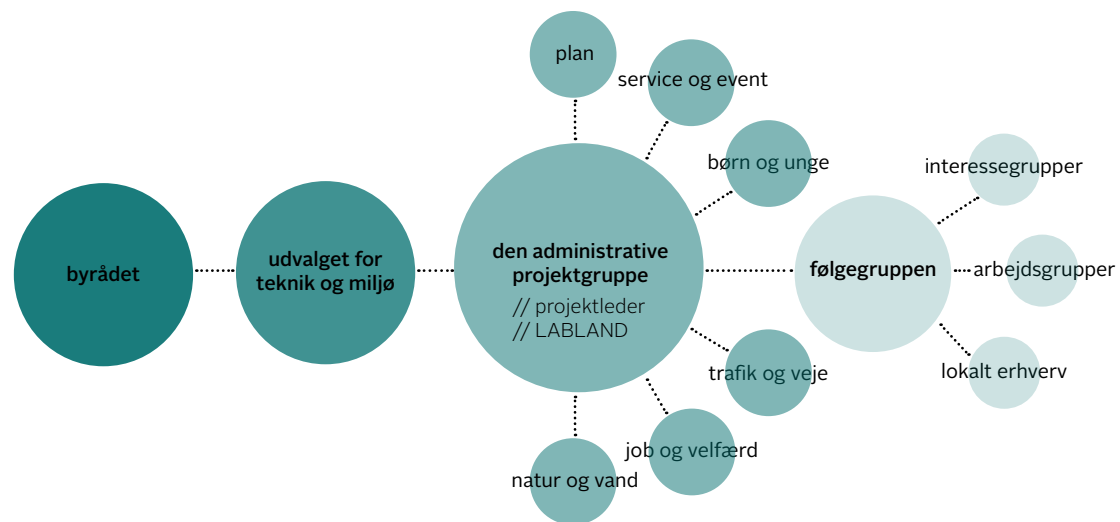 plan
service og event
børn og unge
interessegrupper
byrådet
udvalget for
teknik og miljø
den administrative
projektgruppe
// projektleder
// LABLAND
følgegruppen
arbejdsgrupper
trafik og veje
lokalt erhverv
job og velfærd
natur og vand